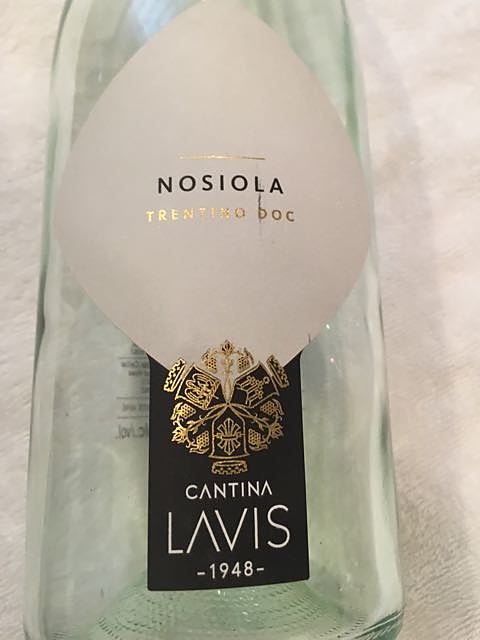 NOSIOLA
TRENTINO DOC
CANTINA
LAVIS
-1948-